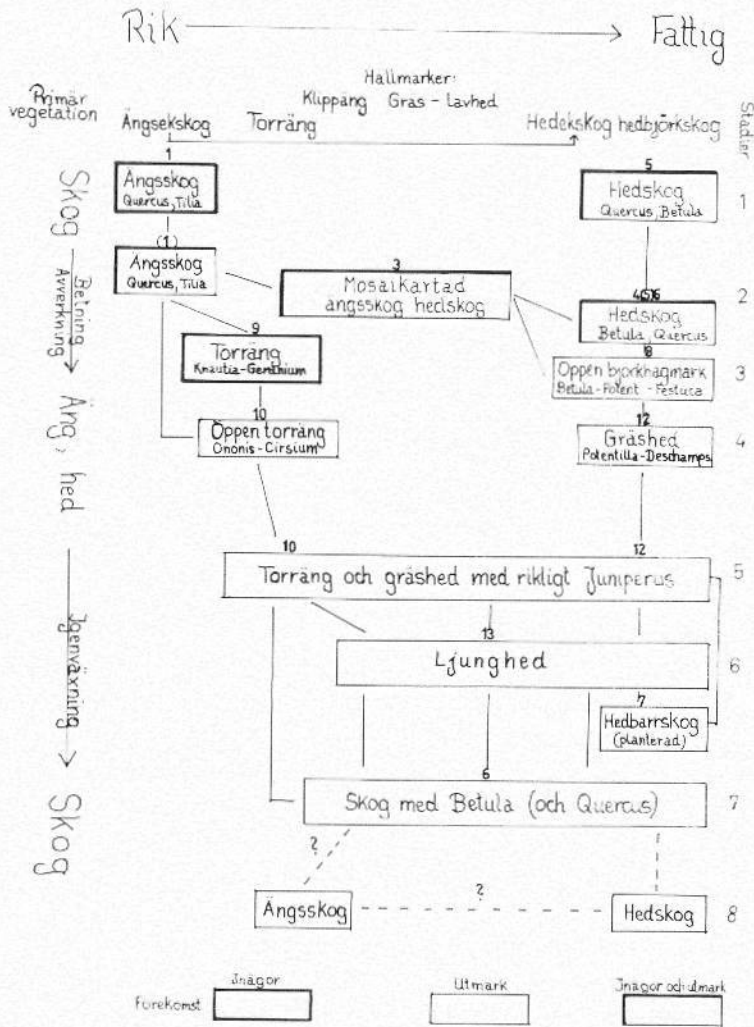 Rik Fattig
Hällmarker:
Klippäng Gräs - Lavhed
Primär
vegetation
Ängsekskog Torräng Hedekskog hedbjörkskog
Stadier
1
Ängsskog
Quercus, Tilia
5
Hedskog
Quercus, Betula
1
Skog
(1)
Ängsskog
Quercus, Tilia
3
Mosaikartad
ängsskog hedskog
4(5)6
Hedskog
Betula, Quercus
2
Betning
Avverkning
9
Torräng
Knautia-Geranium
8
Öppen björkhagmark
Betula-Potent - Festuca
3
Äng, hed
10
Öppen torräng
Ononis-Cirsium
12
Gräshed
Potentilla-Deschamps
4
10 12
Torräng och gräshed med rikligt Juniperus
5
13
Ljunghed
6
Igenväxning
7
Hedbarrskog
(planterad)
6
Skog med Betula (och Quercus)
7
Skog
?
?
Ängsskog
Hedskog
8
Förekomst
Inägor
Utmark
Inägor och utmark